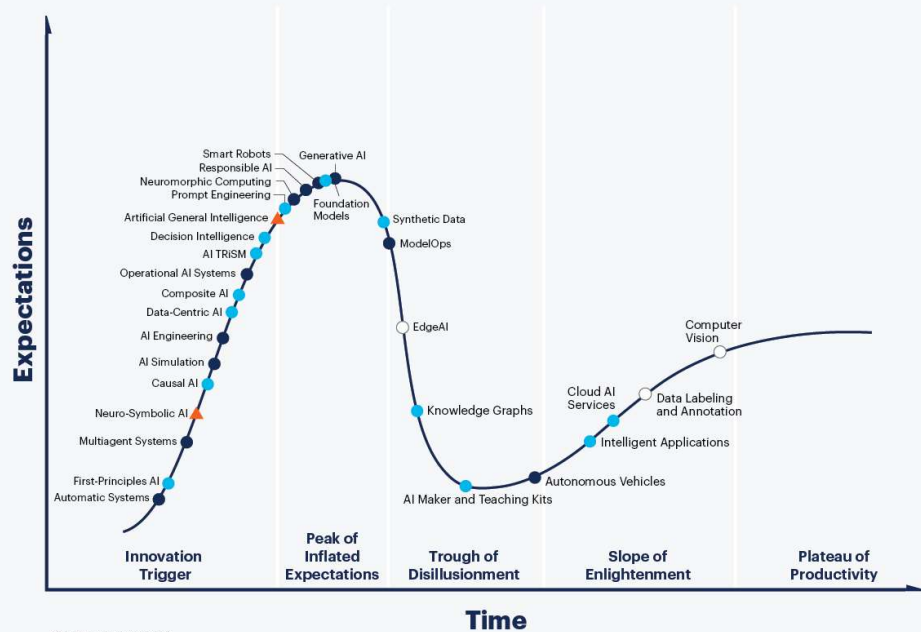 Expectations
Smart Robots
Responsible AI
Neuromorphic Computing
Prompt Engineering
Artificial General Intelligence
Decision Intelligence
AI TRiSM
Operational AI Systems
Composite AI
Data-Centric AI
AI Engineering
AI Simulation
Causal AI
Neuro-Symbolic AI
Multiagent Systems
First-Principles AI
Automatic Systems
Generative AI
Foundation
Models
Synthetic Data
ModelOps
EdgeAI
Knowledge Graphs
AI Maker and Teaching Kits
Autonomous Vehicles
Intelligent Applications
Cloud AI
Services
Data Labeling
and Annotation
Computer
Vision
Innovation
Trigger
Peak of
Inflated
Expectations
Trough of
Disillusionment
Slope of
Enlightenment
Plateau of
Productivity
Time